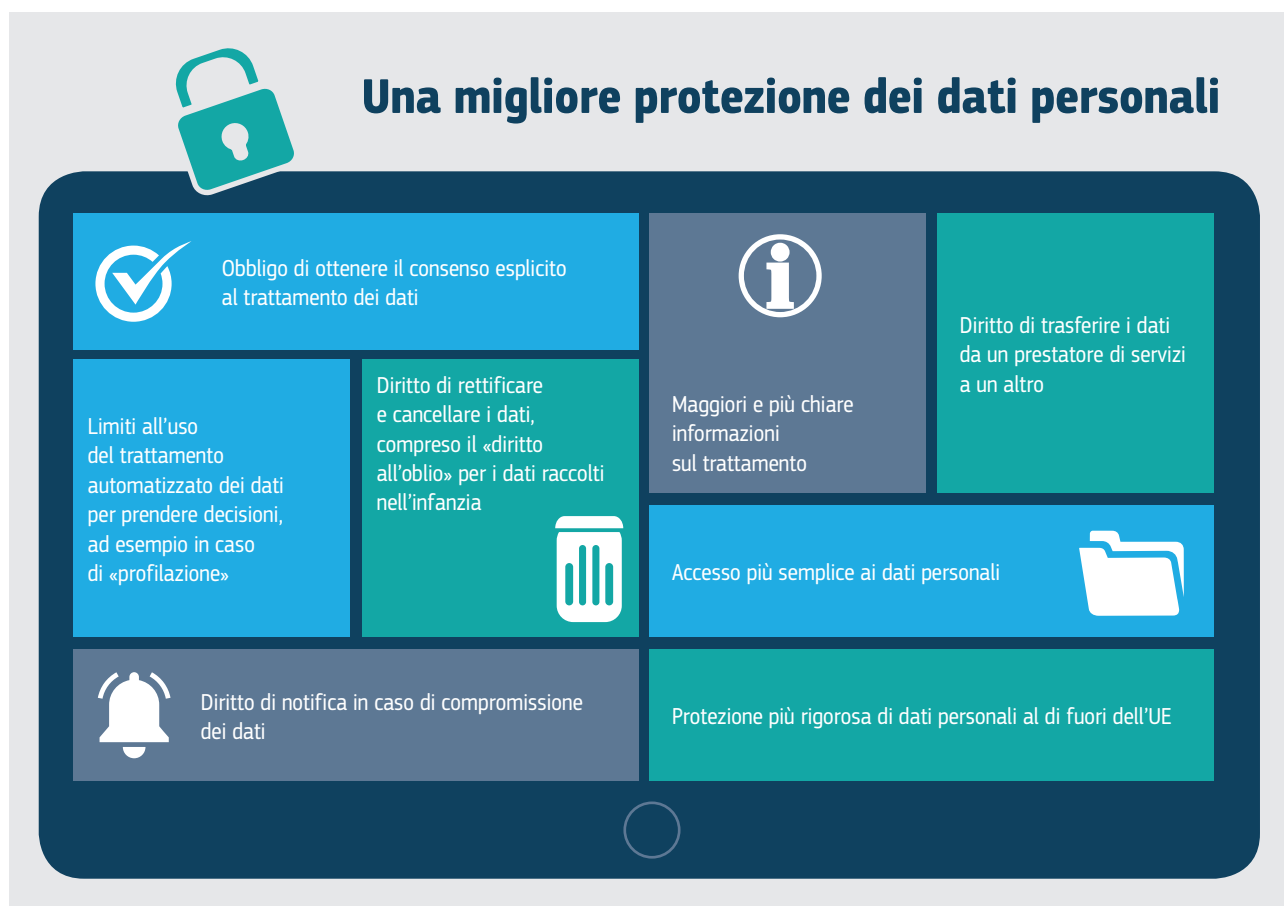 Una migliore protezione dei dati personali
Obbligo di ottenere il consenso esplicito
al trattamento dei dati
Limiti all’uso
del trattamento
automatizzato dei dati
per prendere decisioni,
ad esempio in caso
di «profilazione»
Diritto di rettificare
e cancellare i dati,
compreso il «diritto
all’oblio» per i dati raccolti
nell’infanzia
Maggiori e più chiare
informazioni
sul trattamento
Diritto di trasferire i dati
da un prestatore di servizi
a un altro
Accesso più semplice ai dati personali
Diritto di notifica in caso di compromissione
dei dati
Protezione più rigorosa di dati personali al di fuori dell’UE